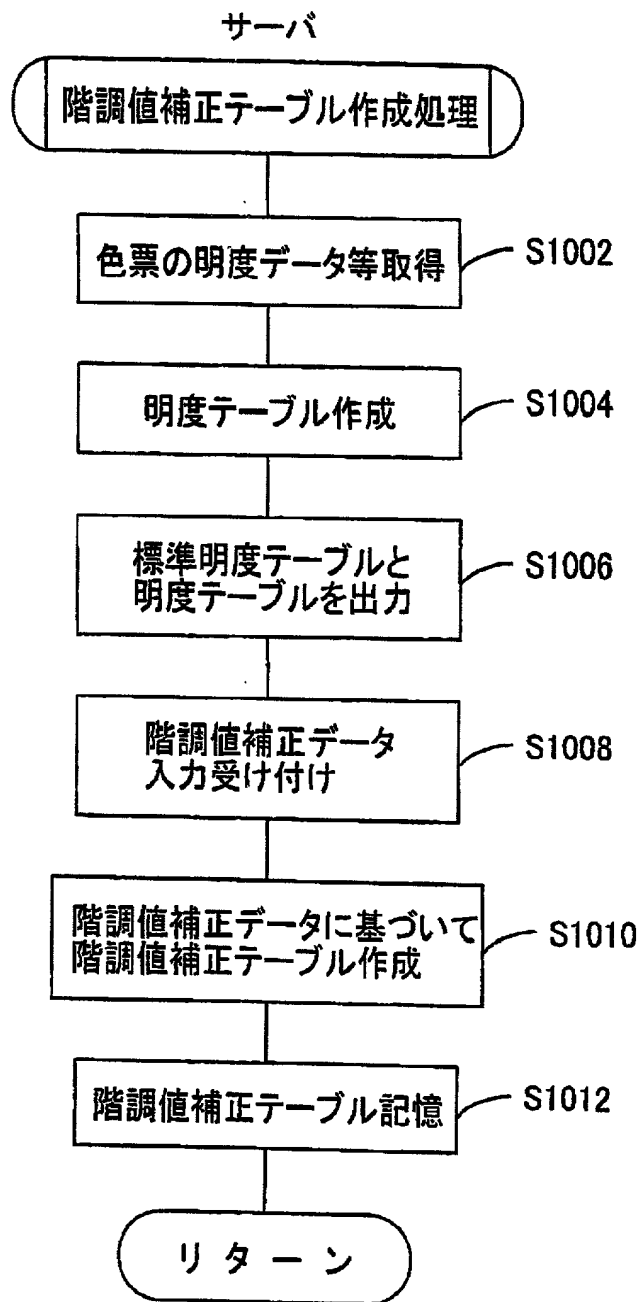 サーバ
階調値補正テーブル作成処理
色票の明度データ等取得
S1002
明度テーブル作成
S1004
標準明度テーブルと
明度テーブルを出力
S1006
階調値補正データ
入力受け付け
S1008
階調値補正データに基づいて
階調値補正テーブル作成
S1010
階調値補正テーブル記憶
S1012
リターン